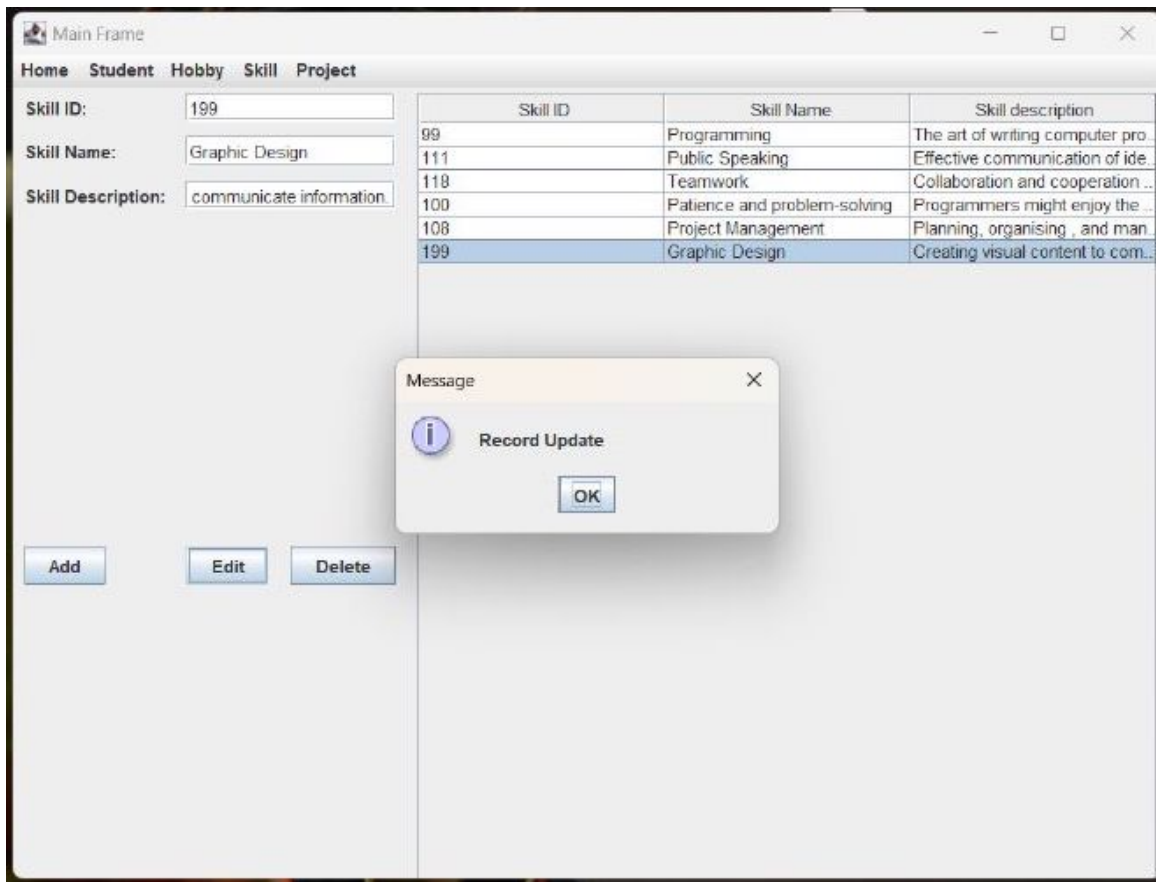 Main Frame
Home Student Hobby Skill Project
Skill ID: 199
Skill Name: Graphic Design
Skill Description: communicate information.
Skill ID Skill Name Skill description
99 Programming The art of writing computer pro...
111 Public Speaking Effective communication of ide...
118 Teamwork Collaboration and cooperation ...
100 Patience and problem-solving Programmers might enjoy the ...
108 Project Management Planning, organising , and man...
199 Graphic Design Creating visual content to com...
Message
i
Record Update
OK
Add Edit Delete